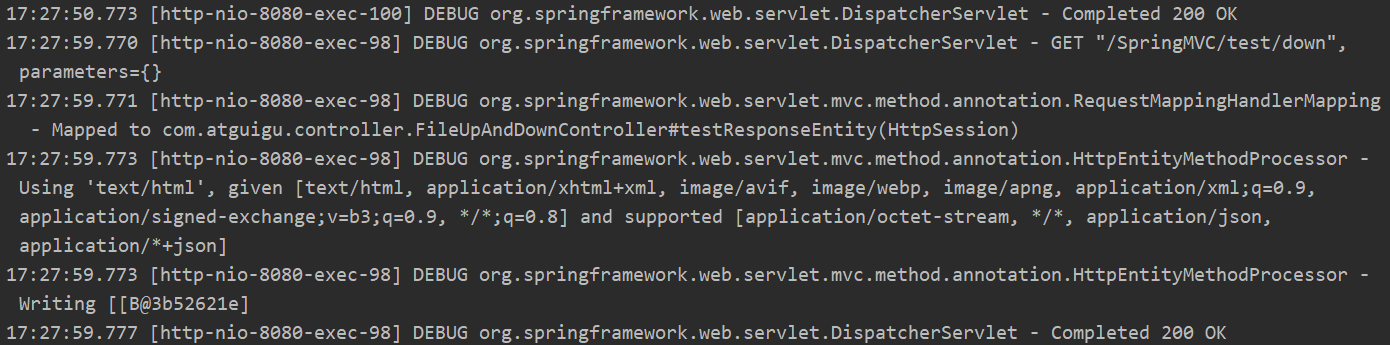 17:27:50.773 [http-nio-8080-exec-100] DEBUG org.springframework.web.servlet.DispatcherServlet - Completed 200 OK
17:27:59.770 [http-nio-8080-exec-98] DEBUG org.springframework.web.servlet.DispatcherServlet - GET "/SpringMVC/test/down",
parameters={}
17:27:59.771 [http-nio-8080-exec-98] DEBUG org.springframework.web.servlet.mvc.method.annotation.RequestMappingHandlerMapping
- Mapped to com.atguigu.controller.FileUpAndDownController#testResponseEntity(HttpSession)
17:27:59.773 [http-nio-8080-exec-98] DEBUG org.springframework.web.servlet.mvc.method.annotation.HttpEntityMethodProcessor -
Using 'text/html', given [text/html, application/xhtml+xml, image/avif, image/webp, image/apng, application/xml;q=0.9,
application/signed-exchange;v=b3;q=0.9, */*;q=0.8] and supported [application/octet-stream, */*, application/json,
application/*+json]
17:27:59.773 [http-nio-8080-exec-98] DEBUG org.springframework.web.servlet.mvc.method.annotation.HttpEntityMethodProcessor -
Writing [[B@3b52621e]
17:27:59.777 [http-nio-8080-exec-98] DEBUG org.springframework.web.servlet.DispatcherServlet - Completed 200 OK